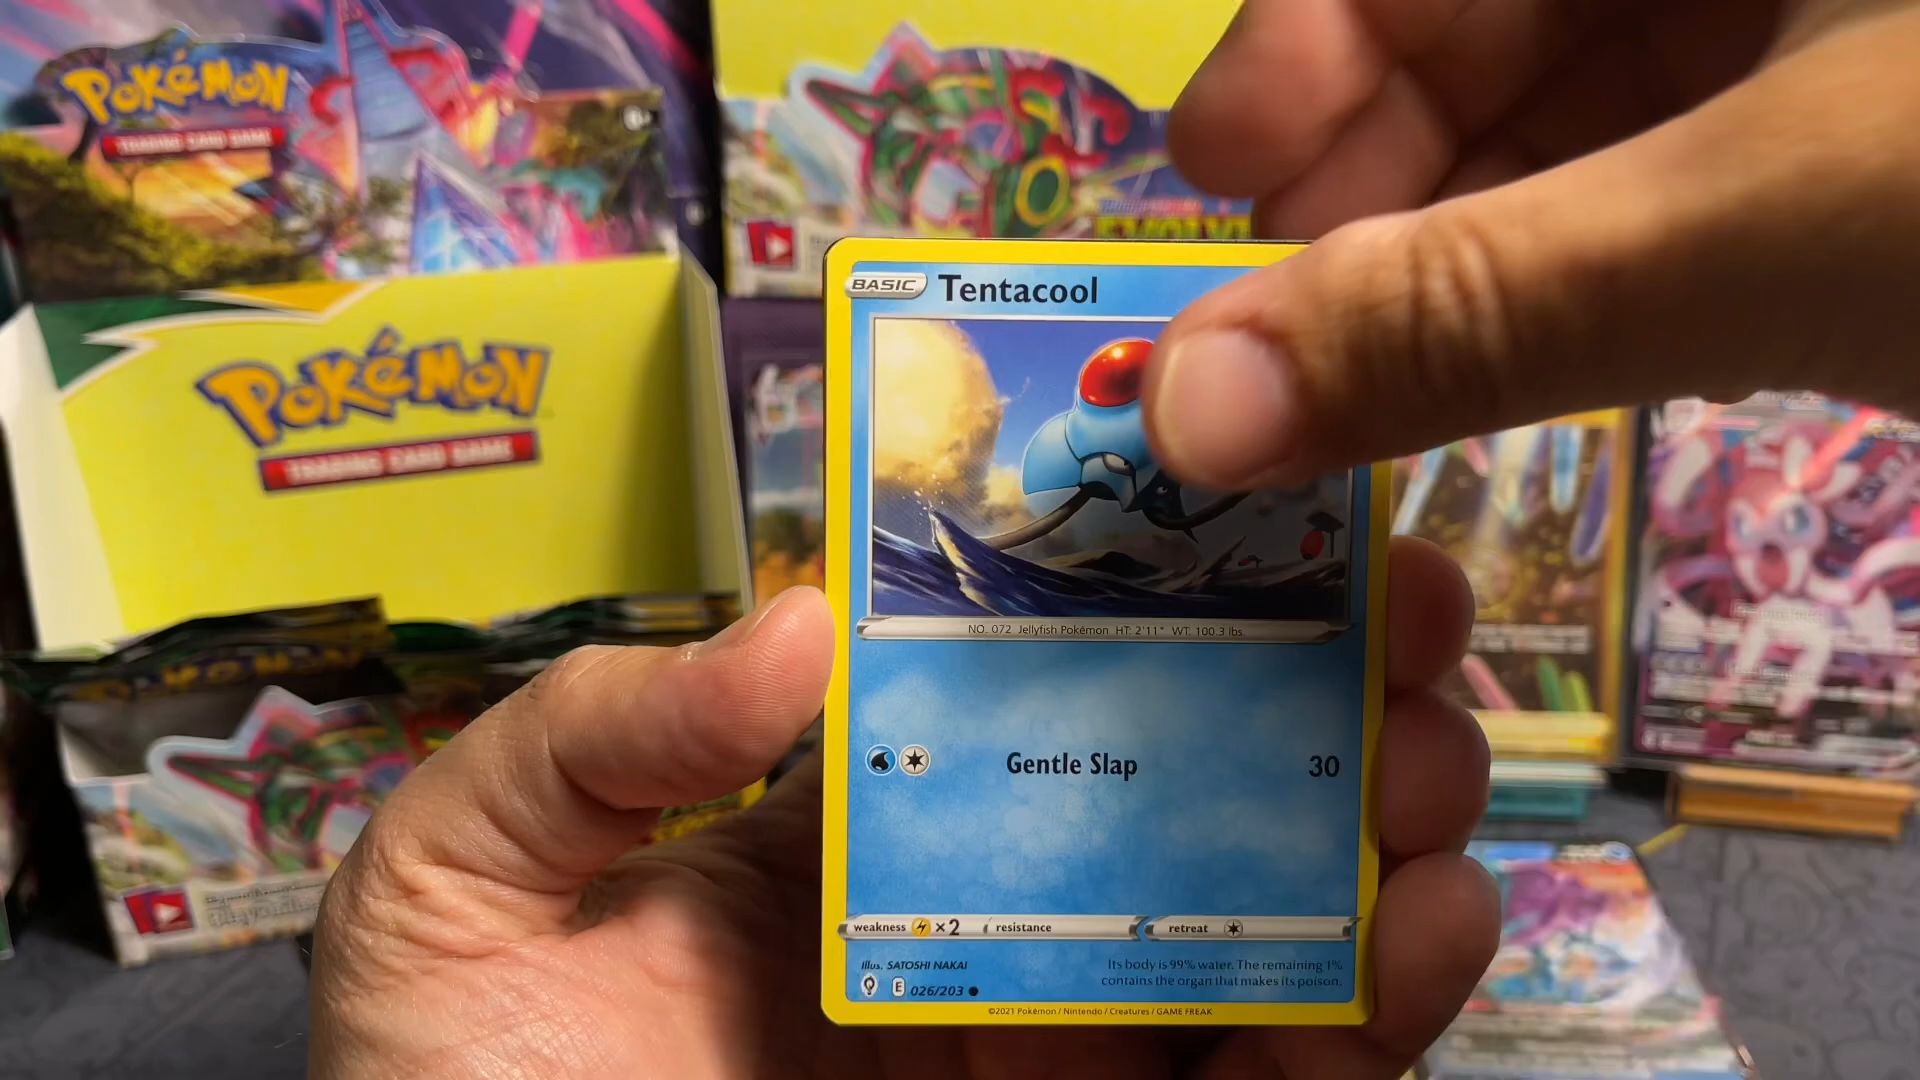 POKéMON
TRADING CARD GAME
POKéMON
TRADING CARD GAME
BASIC Tentacool
NO. 072 Jellyfish Pokémon HT: 2'11" WT: 100.3 lbs.
Gentle Slap 30
weakness ×2 resistance retreat
Illus. SATOSHI NAKAI
Its body is 99% water. The remaining 1%
contains the organ that makes its poison.
E 026/203
©2021 Pokémon / Nintendo / Creatures / GAME FREAK